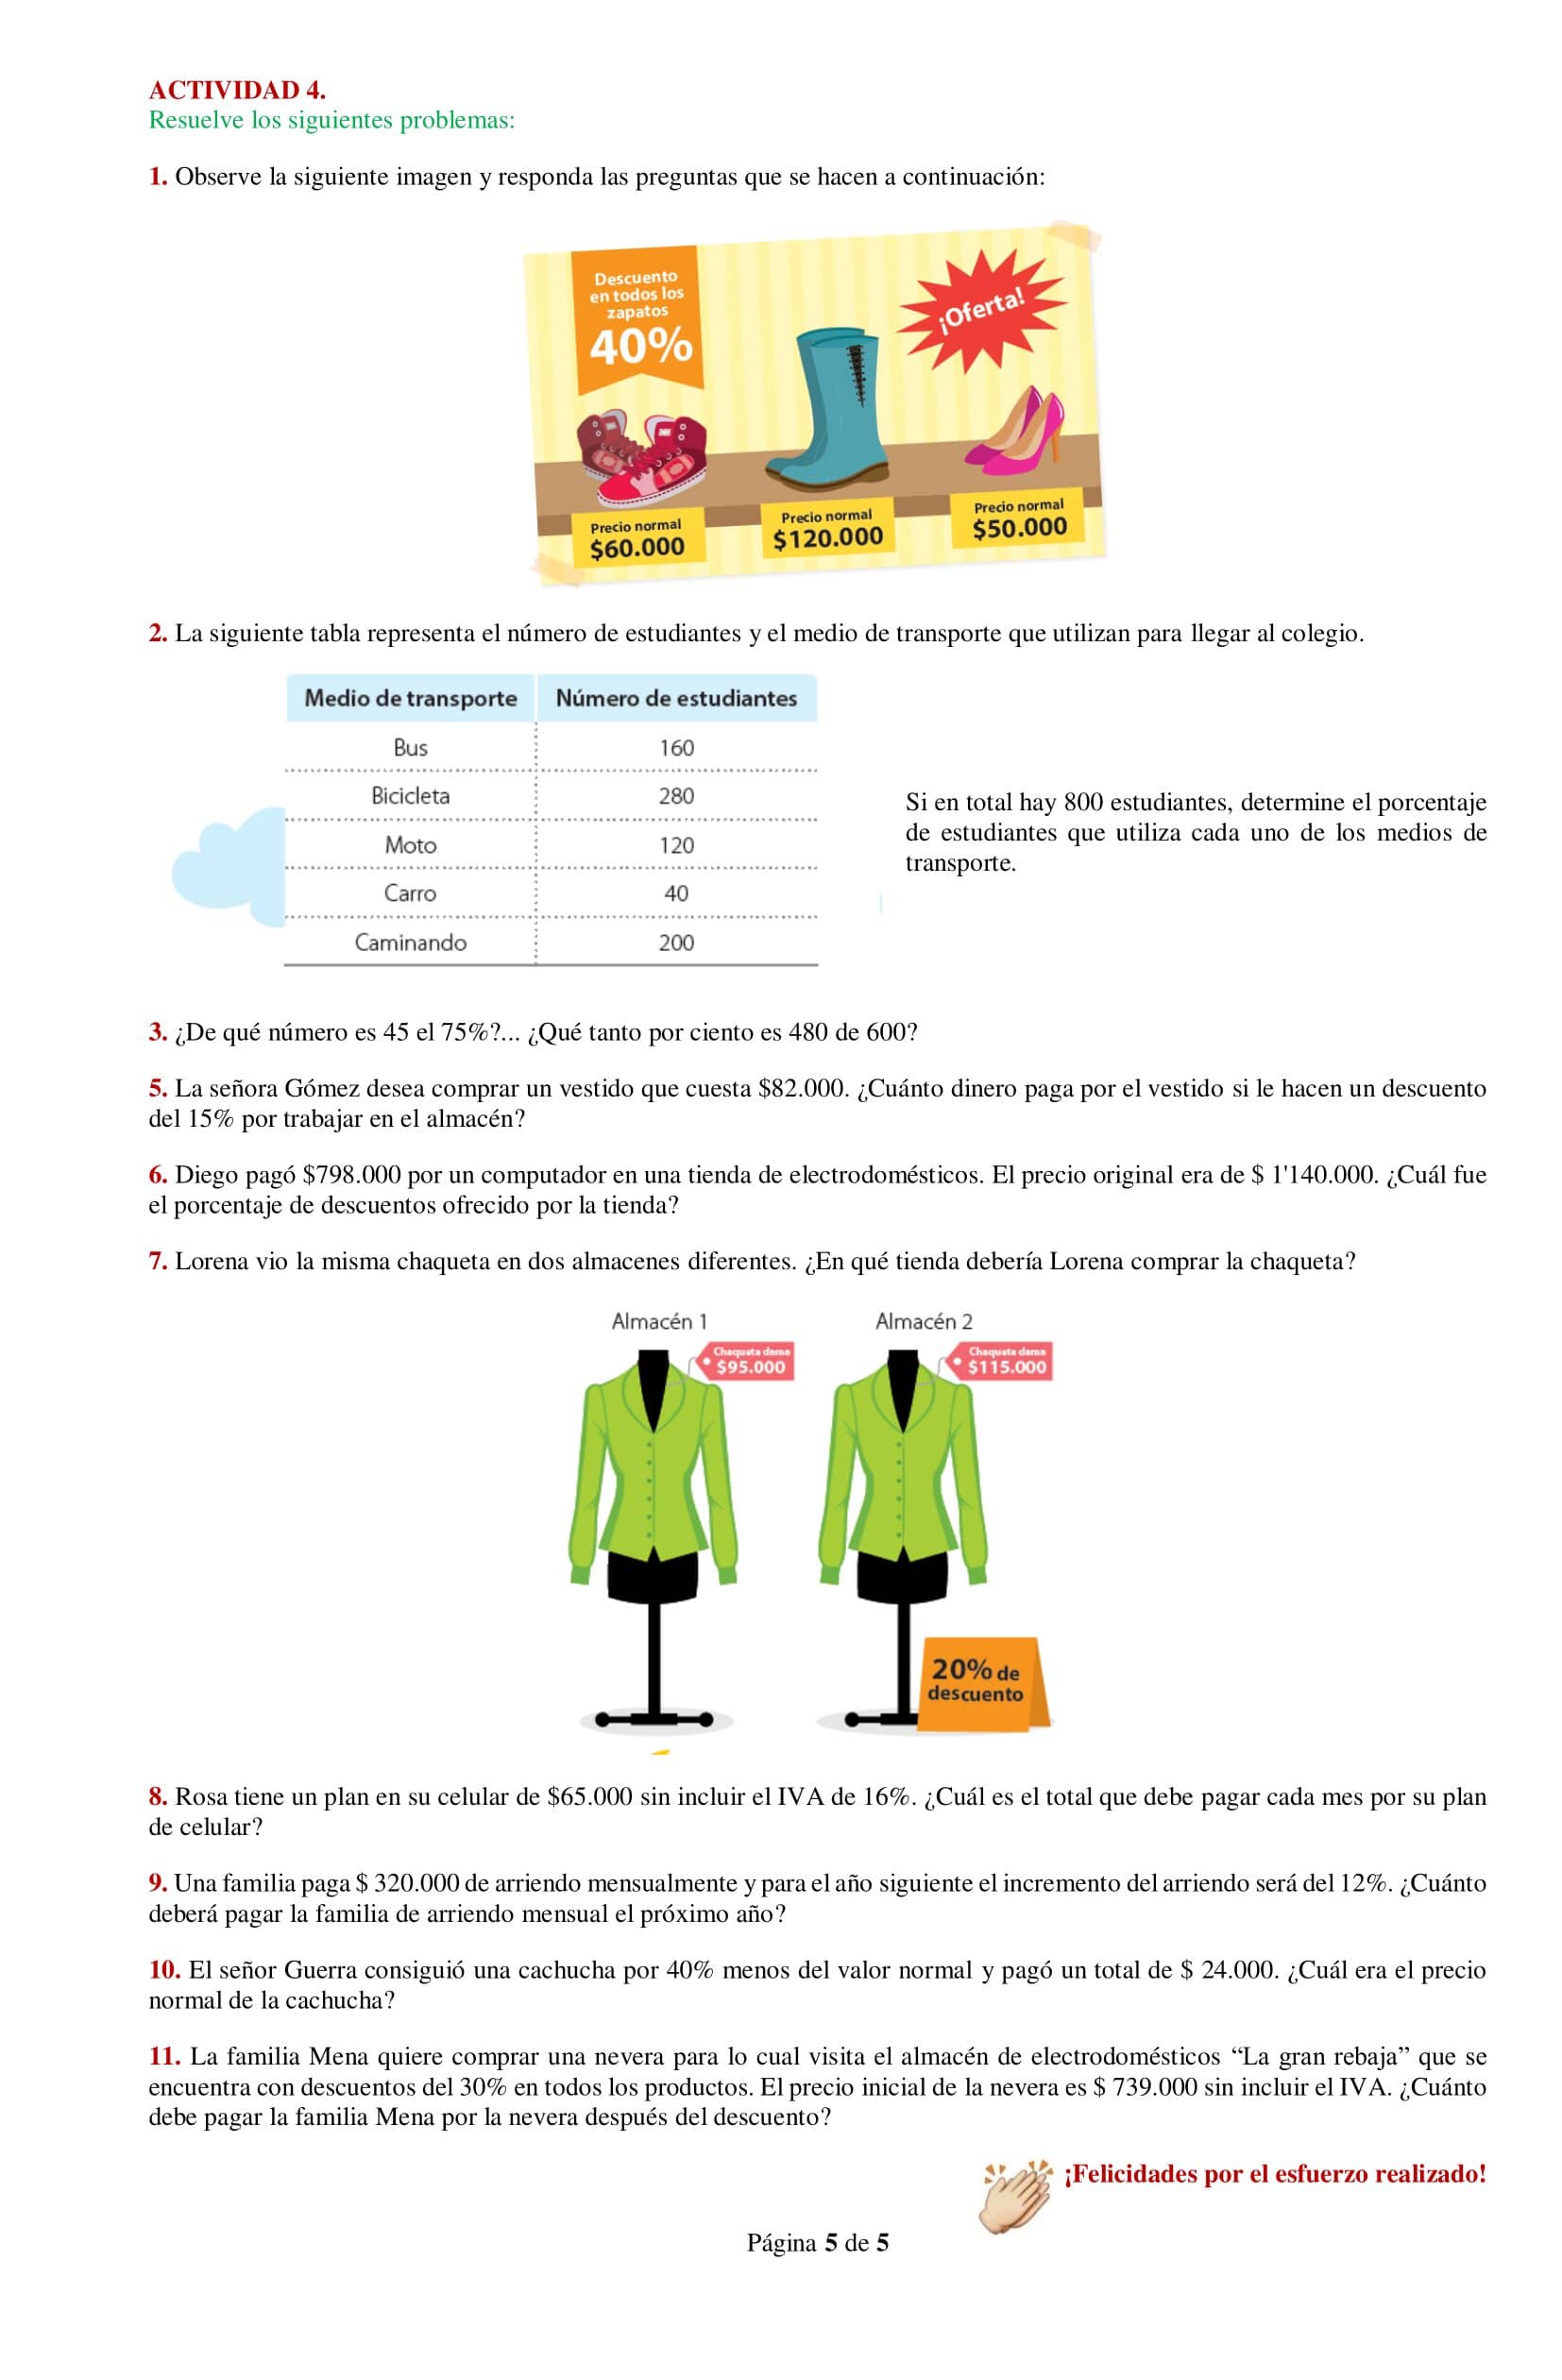 ACTIVIDAD 4.
Resuelve los siguientes problemas:
1. Observe la siguiente imagen y responda las preguntas que se hacen a continuación:
Descuento
en todos los
zapatos
40%
¡Oferta!
Precio normal
$60.000
Precio normal
$120.000
Precio normal
$50.000
2. La siguiente tabla representa el número de estudiantes y el medio de transporte que utilizan para llegar al colegio.
Medio de transporte Número de estudiantes
Bus 160
Bicicleta 280
Moto 120
Carro 40
Caminando 200
Si en total hay 800 estudiantes, determine el porcentaje
de estudiantes que utiliza cada uno de los medios de
transporte.
3. ¿De qué número es 45 el 75%?... ¿Qué tanto por ciento es 480 de 600?
5. La señora Gómez desea comprar un vestido que cuesta $82.000. ¿Cuánto dinero paga por el vestido si le hacen un descuento
del 15% por trabajar en el almacén?
6. Diego pagó $798.000 por un computador en una tienda de electrodomésticos. El precio original era de $ 1'140.000. ¿Cuál fue
el porcentaje de descuentos ofrecido por la tienda?
7. Lorena vio la misma chaqueta en dos almacenes diferentes. ¿En qué tienda debería Lorena comprar la chaqueta?
Almacén 1
Chaqueta dama
$95.000
Almacén 2
Chaqueta dama
$115.000
20% de
descuento
8. Rosa tiene un plan en su celular de $65.000 sin incluir el IVA de 16%. ¿Cuál es el total que debe pagar cada mes por su plan
de celular?
9. Una familia paga $ 320.000 de arriendo mensualmente y para el año siguiente el incremento del arriendo será del 12%. ¿Cuánto
deberá pagar la familia de arriendo mensual el próximo año?
10. El señor Guerra consiguió una cachucha por 40% menos del valor normal y pagó un total de $ 24.000. ¿Cuál era el precio
normal de la cachucha?
11. La familia Mena quiere comprar una nevera para lo cual visita el almacén de electrodomésticos “La gran rebaja” que se
encuentra con descuentos del 30% en todos los productos. El precio inicial de la nevera es $ 739.000 sin incluir el IVA. ¿Cuánto
debe pagar la familia Mena por la nevera después del descuento?
¡Felicidades por el esfuerzo realizado!
Página 5 de 5